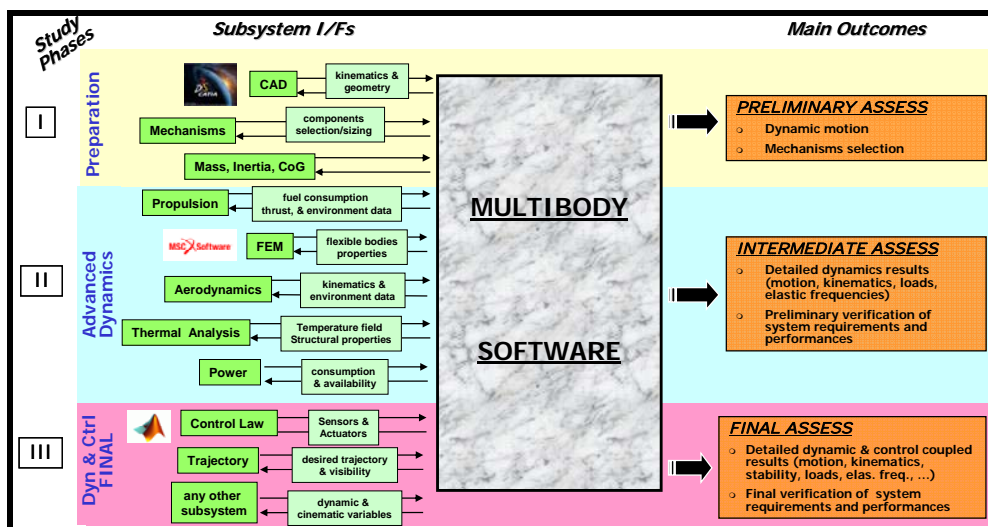 Study
Phases
Subsystem I/Fs
Main Outcomes
I
Preparation
DS
CATIA
CAD
kinematics &
geometry
Mechanisms
components
selection/sizing
Mass, Inertia, CoG
PRELIMINARY ASSESS
o Dynamic motion
o Mechanisms selection
II
Advanced
Dynamics
Propulsion
fuel consumption
thrust, & environment data
MSC Software
FEM
flexible bodies
properties
Aerodynamics
kinematics &
environment data
Thermal Analysis
Temperature field
Structural properties
Power
consumption
& availability
MULTIBODY
SOFTWARE
INTERMEDIATE ASSESS
o Detailed dynamics results
(motion, kinematics, loads,
elastic frequencies)
o Preliminary verification of
system requirements and
performances
III
Dyn & Ctrl
FINAL
Control Law
Sensors &
Actuators
Trajectory
desired trajectory
& visibility
any other
subsystem
dynamic &
cinematic variables
FINAL ASSESS
o Detailed dynamic & control coupled
results (motion, kinematics,
stability, loads, elas. freq., ...)
o Final verification of system
requirements and performances